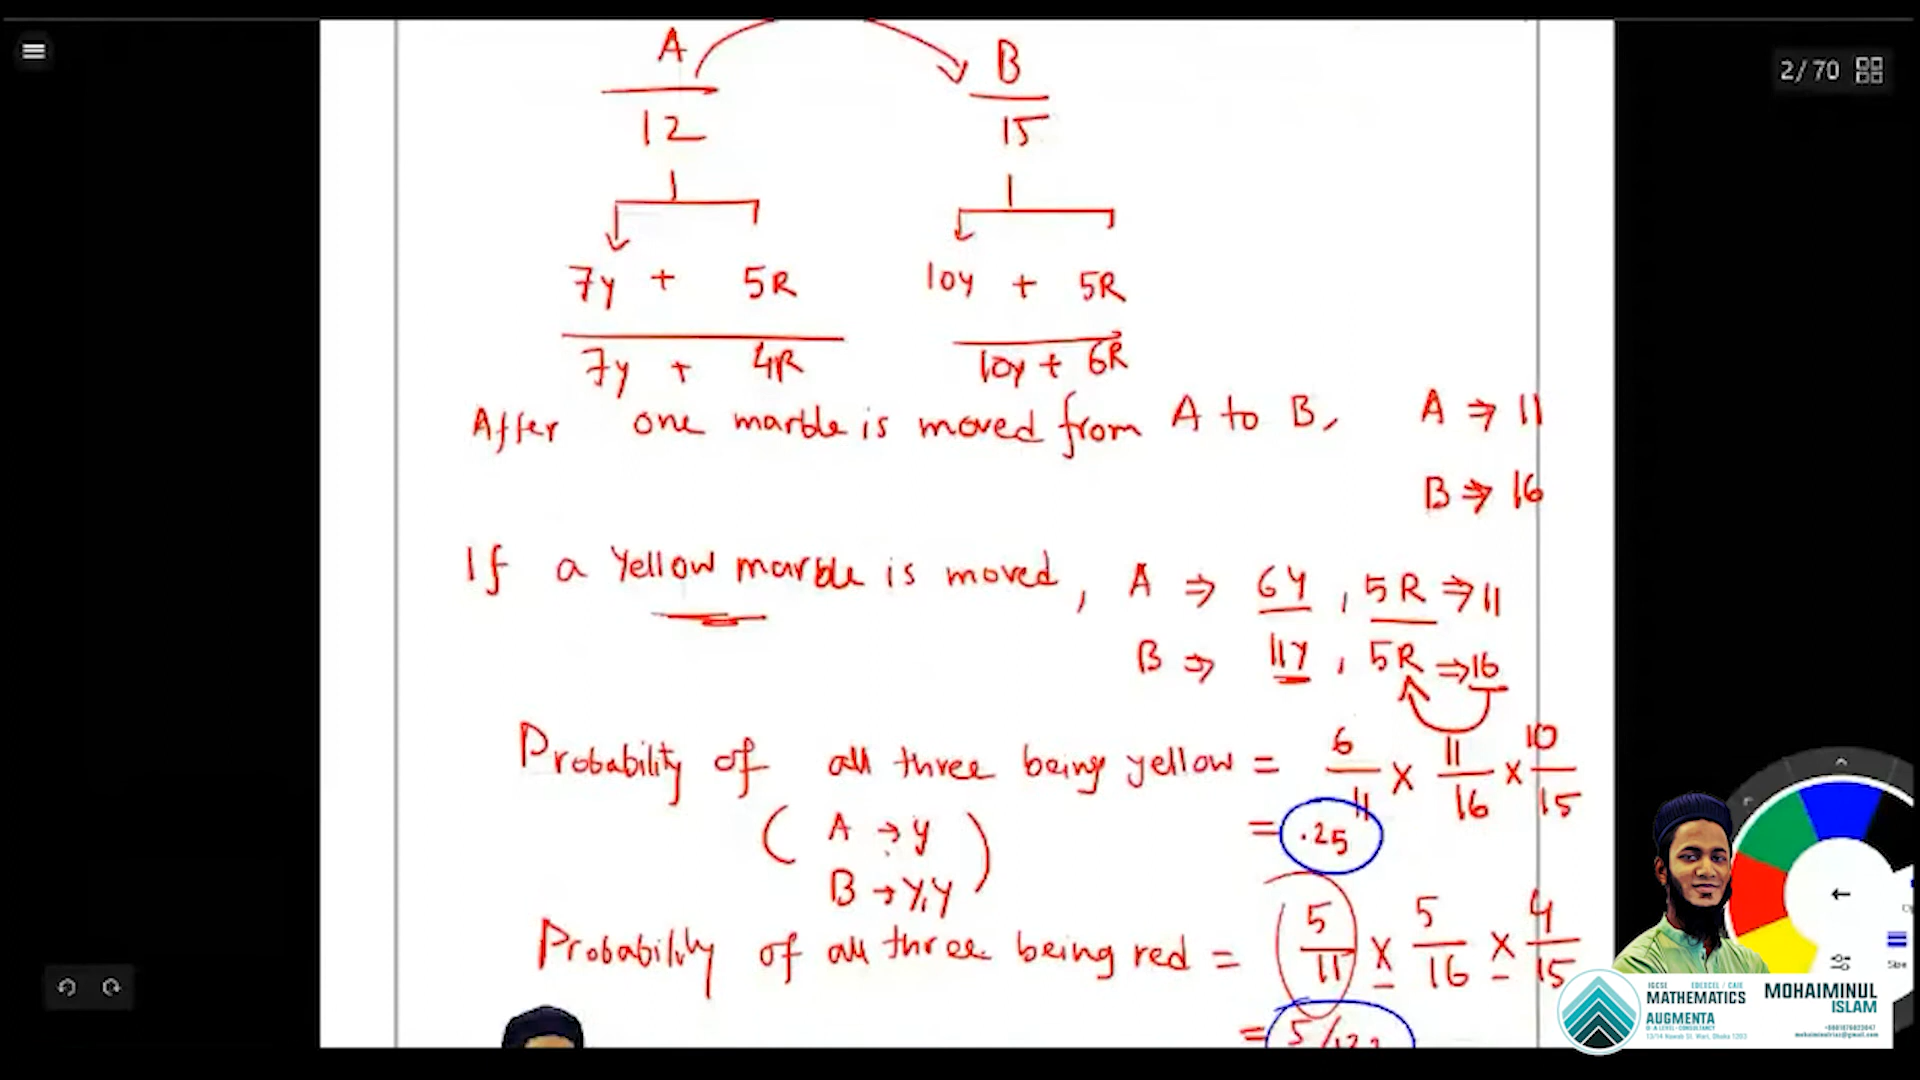 2/70
A B
12 15
7y + 5R 10y + 5R
7y + 4R 10y + 6R
After one marble is moved from A to B, A ⇒ 11
B ⇒ 16
If a Yellow marble is moved, A ⇒ 6Y, 5R ⇒ 11
B ⇒ 11Y, 5R ⇒ 16
Probability of all three being yellow = 6/11 × 11/16 × 10/15
(A → y = .25
B → y,y)
Probability of all three being red = 5/11 × 5/16 × 4/15
IGCSE EDEXCEL / CAIE
MATHEMATICS
AUGMENTA
MOHAIMINUL
ISLAM